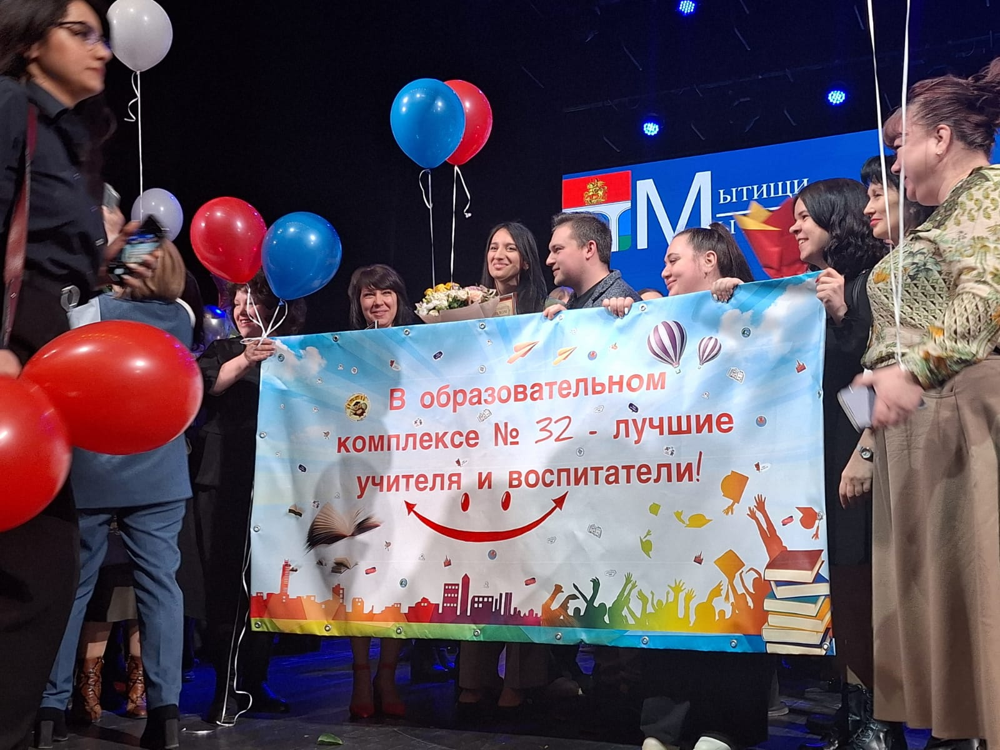 Мытищи
В образовательном
комплексе № 32 - лучшие
учителя и воспитатели!